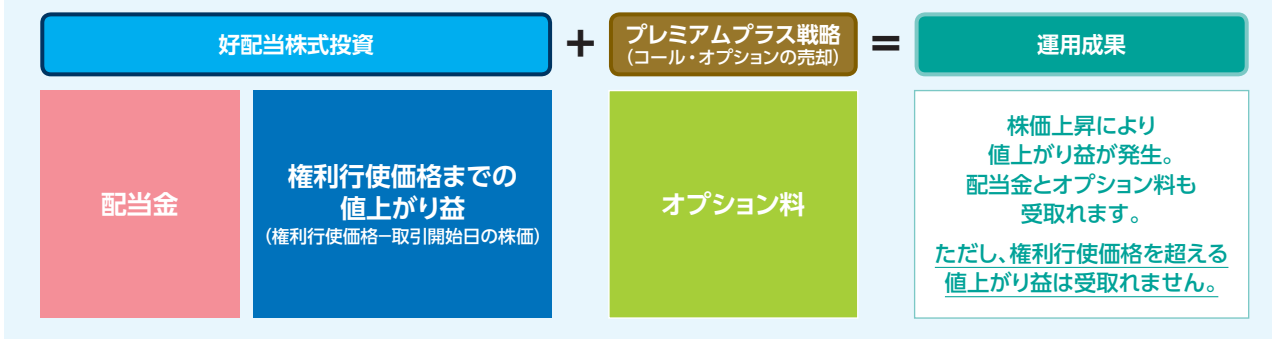 好配当株式投資
+
プレミアムプラス戦略
(コール・オプションの売却)
=
運用成果
配当金
権利行使価格までの
値上がり益
(権利行使価格−取引開始日の株価)
オプション料
株価上昇により
値上がり益が発生。
配当金とオプション料も
受取れます。
ただし、権利行使価格を超える
値上がり益は受取れません。